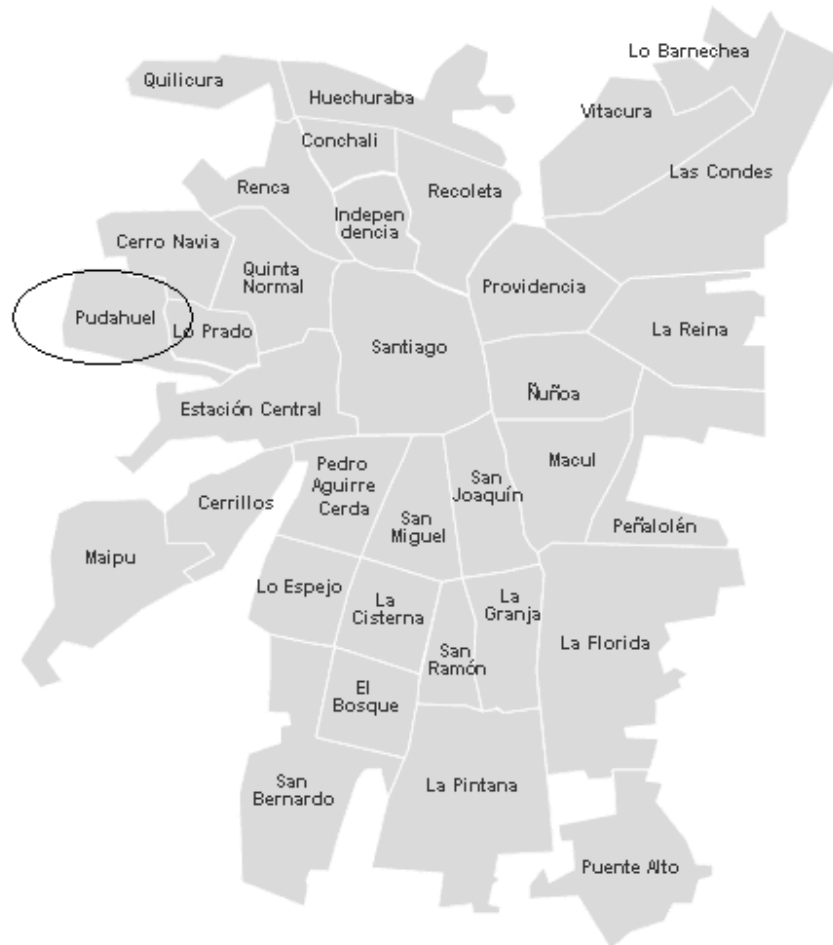 Lo Barnechea
Quilicura
Huechuraba
Vitacura
Conchali
Las Condes
Renca
Recoleta
Indepen
dencia
Cerro Navia
Quinta
Normal
Providencia
Pudahuel
Lo Prado
La Reina
Santiago
Ñuñoa
Estación Central
Macul
Pedro
Aguirre
Cerda
San
Joaquín
Cerrillos
San
Miguel
Peñalolén
Maipu
Lo Espejo
La
Cisterna
La
Granja
San
Ramón
La Florida
El
Bosque
San
Bernardo
La Pintana
Puente Alto